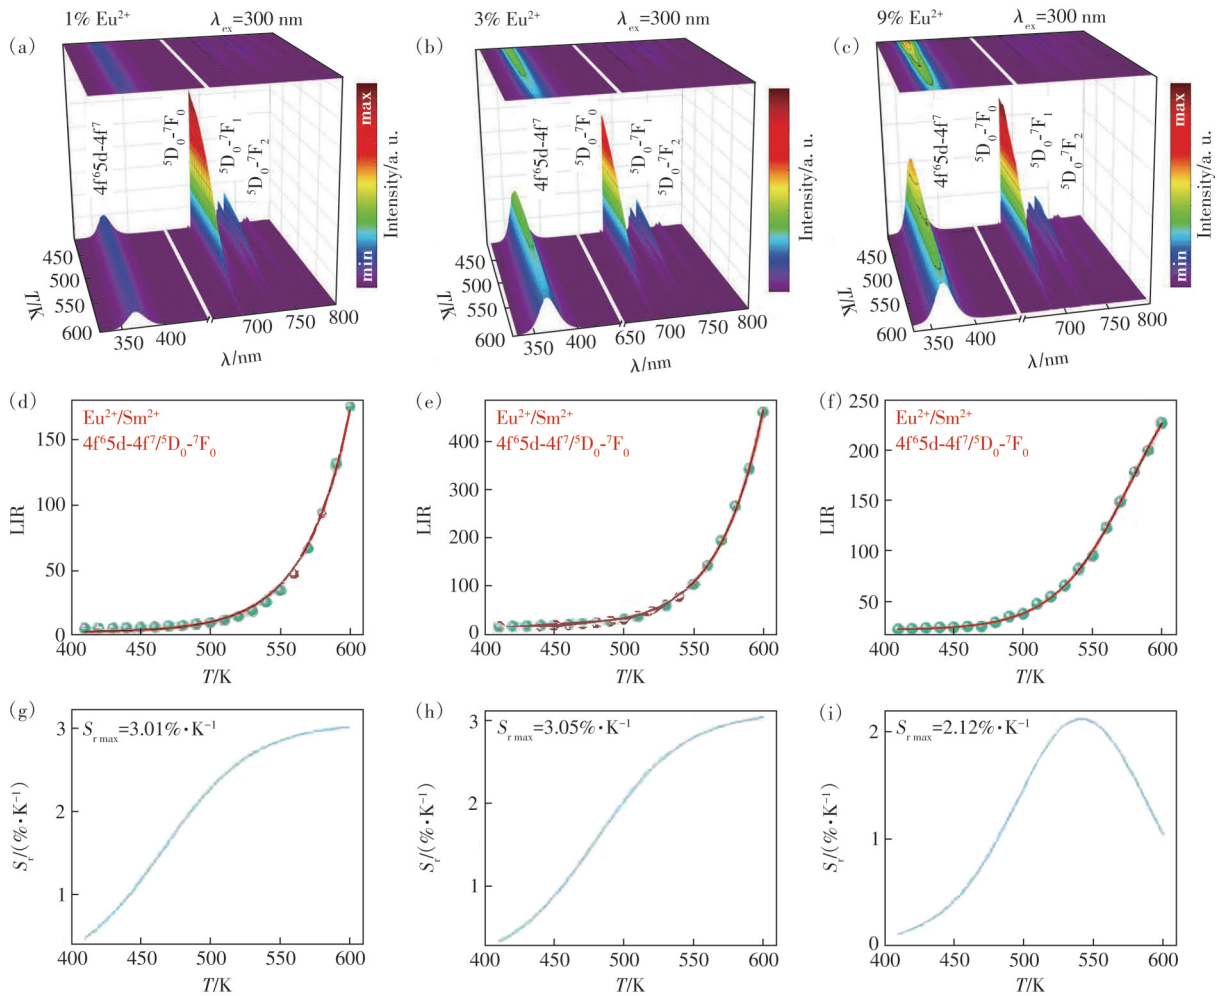 1% Eu²⁺ λex=300 nm
3% Eu²⁺ λex=300 nm
9% Eu²⁺ λex=300 nm
(a)
4f⁶5d-4f⁷
⁵D₀-⁷F₀
⁵D₀-⁷F₁
⁵D₀-⁷F₂
max
min
Intensity/a. u.
450
500
550
600
T/K
350 400 700 750 800
λ/nm
(b)
4f⁶5d-4f⁷
⁵D₀-⁷F₀
⁵D₀-⁷F₁
⁵D₀-⁷F₂
Intensity/a. u.
450
500
550
600
T/K
350 400 650 700 750 800
λ/nm
(c)
4f⁶5d-4f⁷
⁵D₀-⁷F₀
⁵D₀-⁷F₁
⁵D₀-⁷F₂
max
min
Intensity/a. u.
450
500
550
600
T/K
350 400 700 750 800
λ/nm
(d)
Eu²⁺/Sm²⁺
4f⁶5d-4f⁷/⁵D₀-⁷F₀
LIR
150
100
50
0
400 450 500 550 600
T/K
(e)
Eu²⁺/Sm²⁺
4f⁶5d-4f⁷/⁵D₀-⁷F₀
LIR
400
300
200
100
0
400 450 500 550 600
T/K
(f)
Eu²⁺/Sm²⁺
4f⁶5d-4f⁷/⁵D₀-⁷F₀
LIR
250
200
150
100
50
400 450 500 550 600
T/K
(g)
Sr max=3.01%·K⁻¹
Sr/(%·K⁻¹)
3
2
1
400 450 500 550 600
T/K
(h)
Sr max=3.05%·K⁻¹
Sr/(%·K⁻¹)
3
2
1
400 450 500 550 600
T/K
(i)
Sr max=2.12%·K⁻¹
Sr/(%·K⁻¹)
2
1
0
400 450 500 550 600
T/K